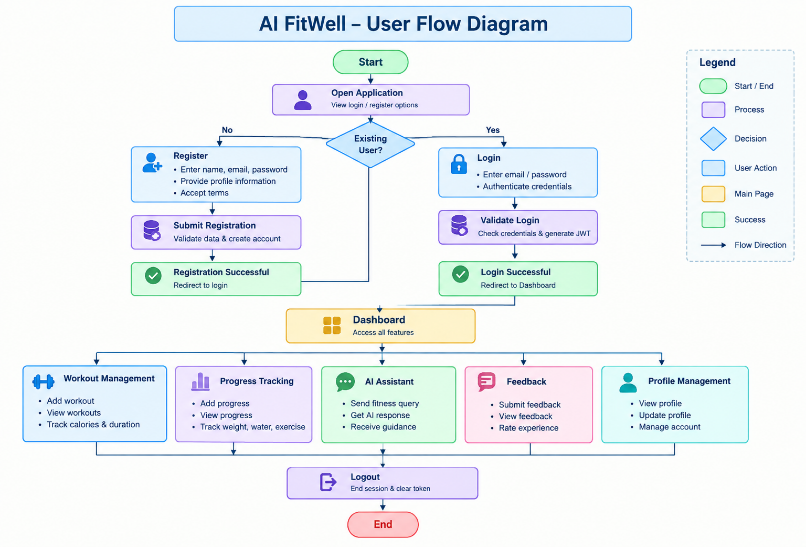 AI FitWell – User Flow Diagram
Start
Open Application
View login / register options
No
Existing
User?
Yes
Register
• Enter name, email, password
• Provide profile information
• Accept terms
Login
• Enter email / password
• Authenticate credentials
Submit Registration
Validate data & create account
Validate Login
Check credentials & generate JWT
Registration Successful
Redirect to login
Login Successful
Redirect to Dashboard
Dashboard
Access all features
Workout Management
• Add workout
• View workouts
• Track calories & duration
Progress Tracking
• Add progress
• View progress
• Track weight, water, exercise
AI Assistant
• Send fitness query
• Get AI response
• Receive guidance
Feedback
• Submit feedback
• View feedback
• Rate experience
Profile Management
• View profile
• Update profile
• Manage account
Logout
End session & clear token
End
Legend
Start / End
Process
Decision
User Action
Main Page
Success
Flow Direction